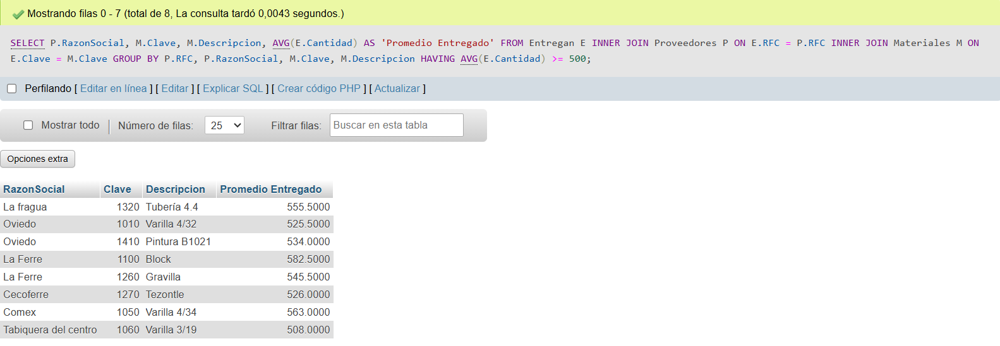 Mostrando filas 0 - 7 (total de 8, La consulta tardó 0,0043 segundos.)
SELECT P.RazonSocial, M.Clave, M.Descripcion, AVG(E.Cantidad) AS 'Promedio Entregado' FROM Entregan E INNER JOIN Proveedores P ON E.RFC = P.RFC INNER JOIN Materiales M ON
E.Clave = M.Clave GROUP BY P.RFC, P.RazonSocial, M.Clave, M.Descripcion HAVING AVG(E.Cantidad) >= 500;
Perfilando [ Editar en línea ] [ Editar ] [ Explicar SQL ] [ Crear código PHP ] [ Actualizar ]
Mostrar todo Número de filas: 25 Filtrar filas: Buscar en esta tabla
Opciones extra
RazonSocial Clave Descripcion Promedio Entregado
La fragua 1320 Tubería 4.4 555.5000
Oviedo 1010 Varilla 4/32 525.5000
Oviedo 1410 Pintura B1021 534.0000
La Ferre 1100 Block 582.5000
La Ferre 1260 Gravilla 545.5000
Cecoferre 1270 Tezontle 526.0000
Comex 1050 Varilla 4/34 563.0000
Tabiquera del centro 1060 Varilla 3/19 508.0000